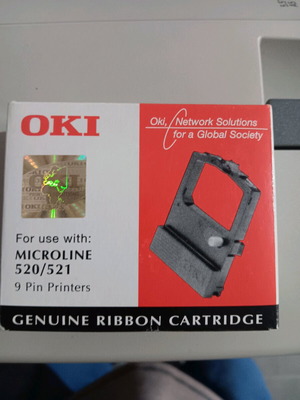 OKI
Oki, Network Solutions
for a Global Society
For use with:
MICROLINE
520/521
9 Pin Printers
GENUINE RIBBON CARTRIDGE